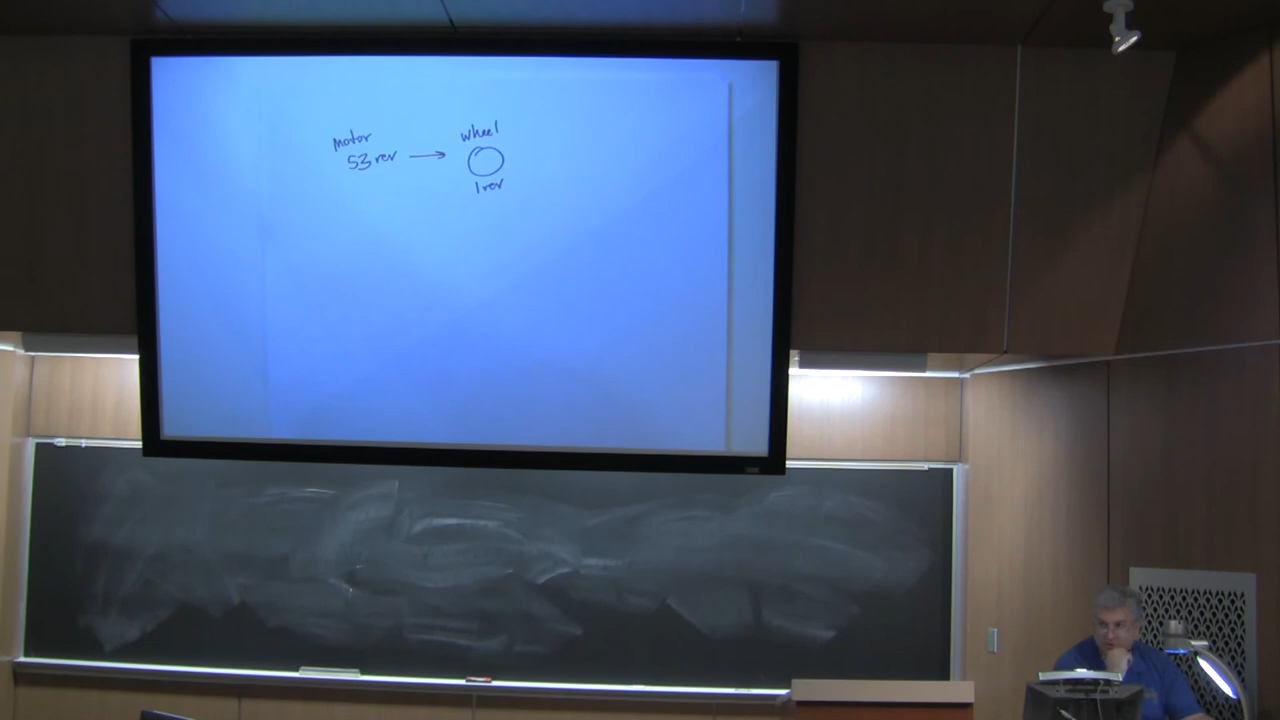 motor
wheel
53 rev →
1 rev